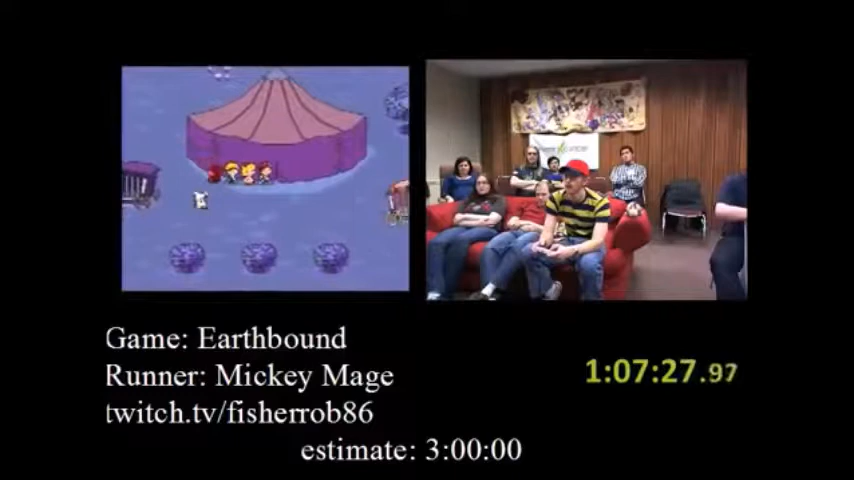 Game: Earthbound
Runner: Mickey Mage
1:07:27.97
twitch.tv/fisherrob86
estimate: 3:00:00